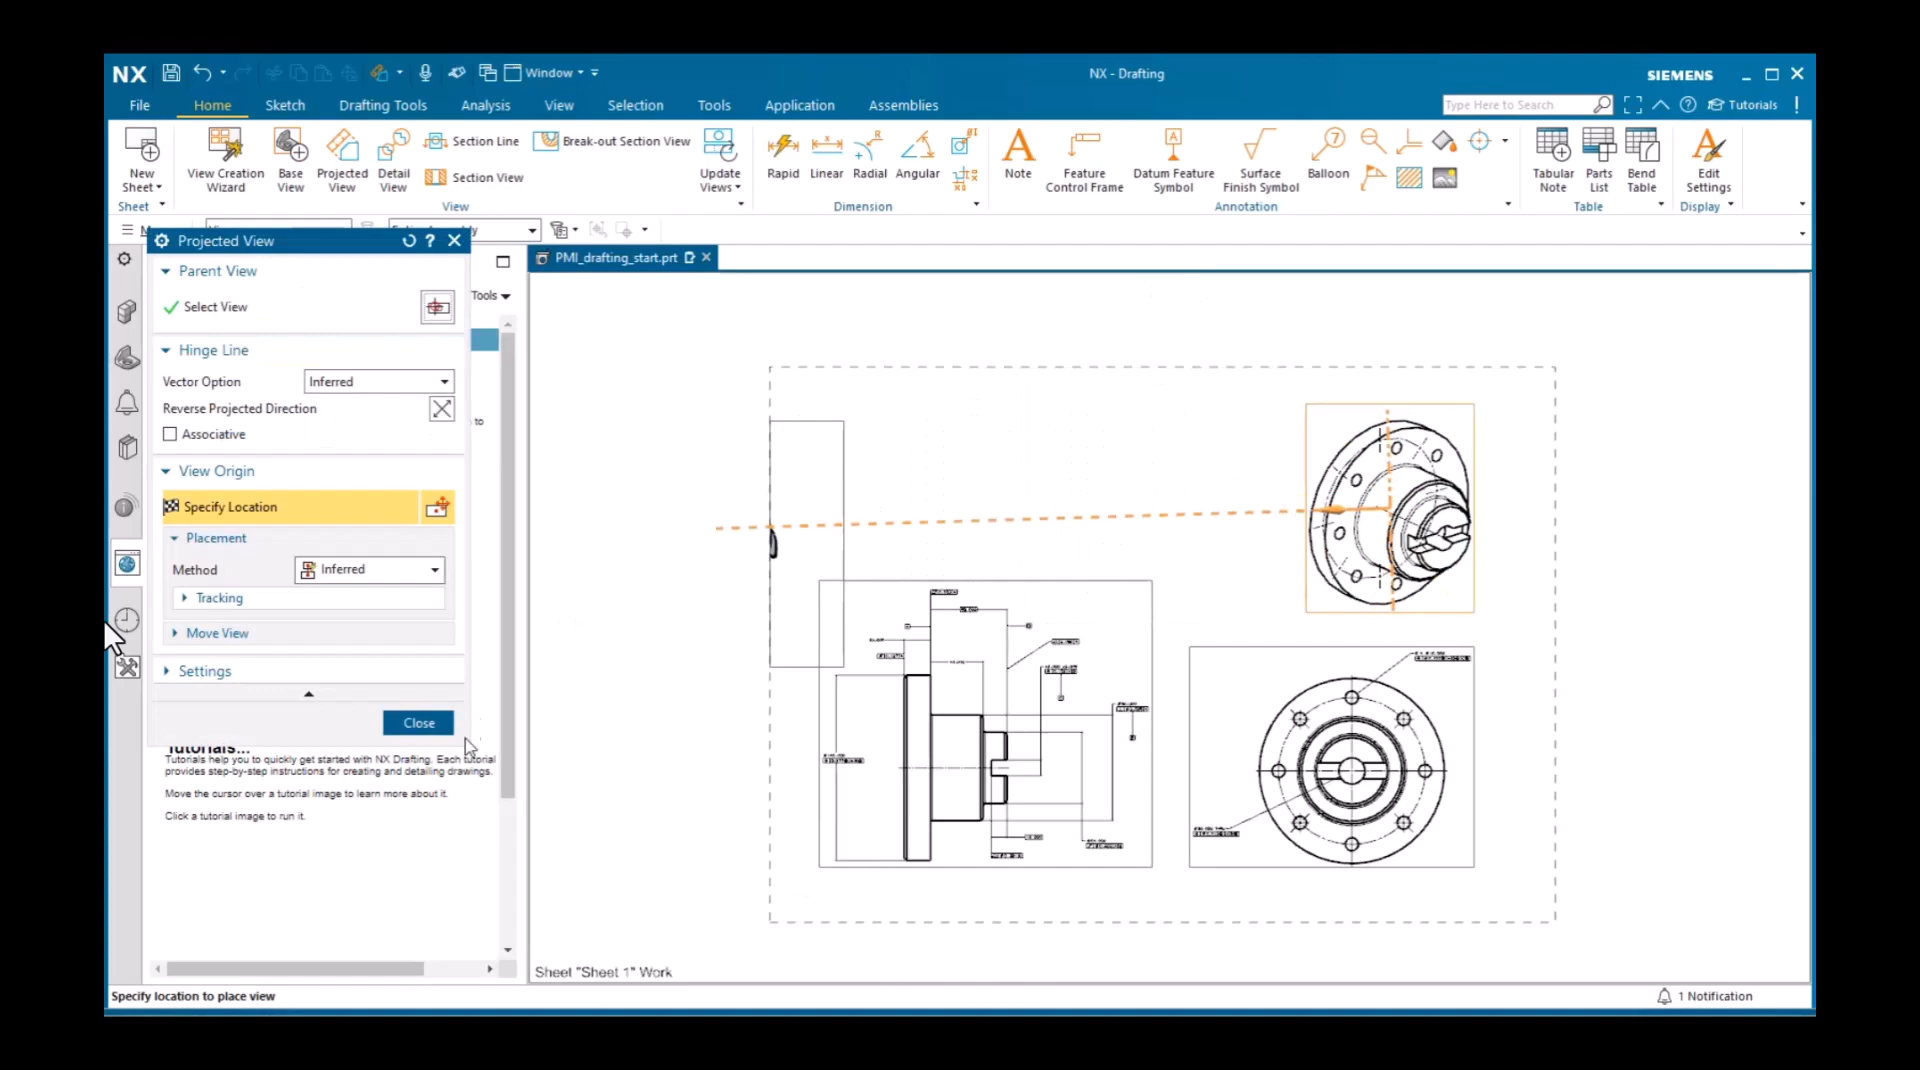 NX
Window
NX - Drafting
SIEMENS
File
Home
Sketch
Drafting Tools
Analysis
View
Selection
Tools
Application
Assemblies
Type Here to Search
Tutorials
New
Sheet
View Creation
Wizard
Base
View
Projected
View
Detail
View
Section Line
Break-out Section View
Section View
Update
Views
Rapid
Linear
Radial
Angular
Note
Feature
Control Frame
Datum Feature
Symbol
Surface
Finish Symbol
Balloon
Tabular
Note
Parts
List
Bend
Table
Edit
Settings
Sheet
View
Dimension
Annotation
Table
Display
Projected View
PMI_drafting_start.prt
Parent View
Tools
Select View
Hinge Line
Vector Option
Inferred
Reverse Projected Direction
to
Associative
View Origin
Specify Location
Placement
Method
Inferred
Tracking
Move View
Settings
Close
Tutorials...
Tutorials help you to quickly get started with NX Drafting. Each tutorial
provides step-by-step instructions for creating and detailing drawings.
Move the cursor over a tutorial image to learn more about it.
Click a tutorial image to run it.
Sheet "Sheet 1" Work
Specify location to place view
1 Notification